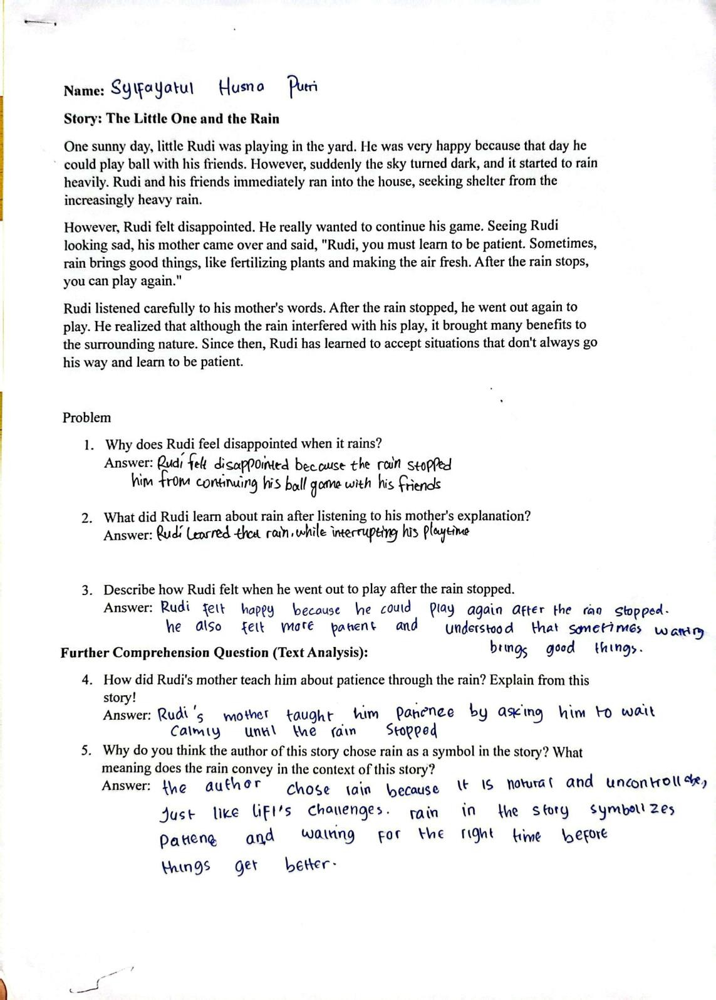 Name: Sylfayatul Husna Putri
Story: The Little One and the Rain
One sunny day, little Rudi was playing in the yard. He was very happy because that day he
could play ball with his friends. However, suddenly the sky turned dark, and it started to rain
heavily. Rudi and his friends immediately ran into the house, seeking shelter from the
increasingly heavy rain.
However, Rudi felt disappointed. He really wanted to continue his game. Seeing Rudi
looking sad, his mother came over and said, "Rudi, you must learn to be patient. Sometimes,
rain brings good things, like fertilizing plants and making the air fresh. After the rain stops,
you can play again."
Rudi listened carefully to his mother's words. After the rain stopped, he went out again to
play. He realized that although the rain interfered with his play, it brought many benefits to
the surrounding nature. Since then, Rudi has learned to accept situations that don't always go
his way and learn to be patient.
Problem
1. Why does Rudi feel disappointed when it rains?
Answer: Rudi felt disappointed because the rain stopped
him from continuing his ball game with his friends
2. What did Rudi learn about rain after listening to his mother's explanation?
Answer: Rudi learred that rain, while interrupting his playtime
3. Describe how Rudi felt when he went out to play after the rain stopped.
Answer: Rudi felt happy because he could play again after the rain stopped.
he also felt more patient and understood that sometimes waiting
brings good things.
Further Comprehension Question (Text Analysis):
4. How did Rudi's mother teach him about patience through the rain? Explain from this
story!
Answer: Rudi's mother taught him patience by asking him to wait
calmly until the rain stopped
5. Why do you think the author of this story chose rain as a symbol in the story? What
meaning does the rain convey in the context of this story?
Answer: the author chose rain because it is natural and uncontrollable,
Just like life's challenges. rain in the story symbolizes
patience and waiting for the right time before
things get better.